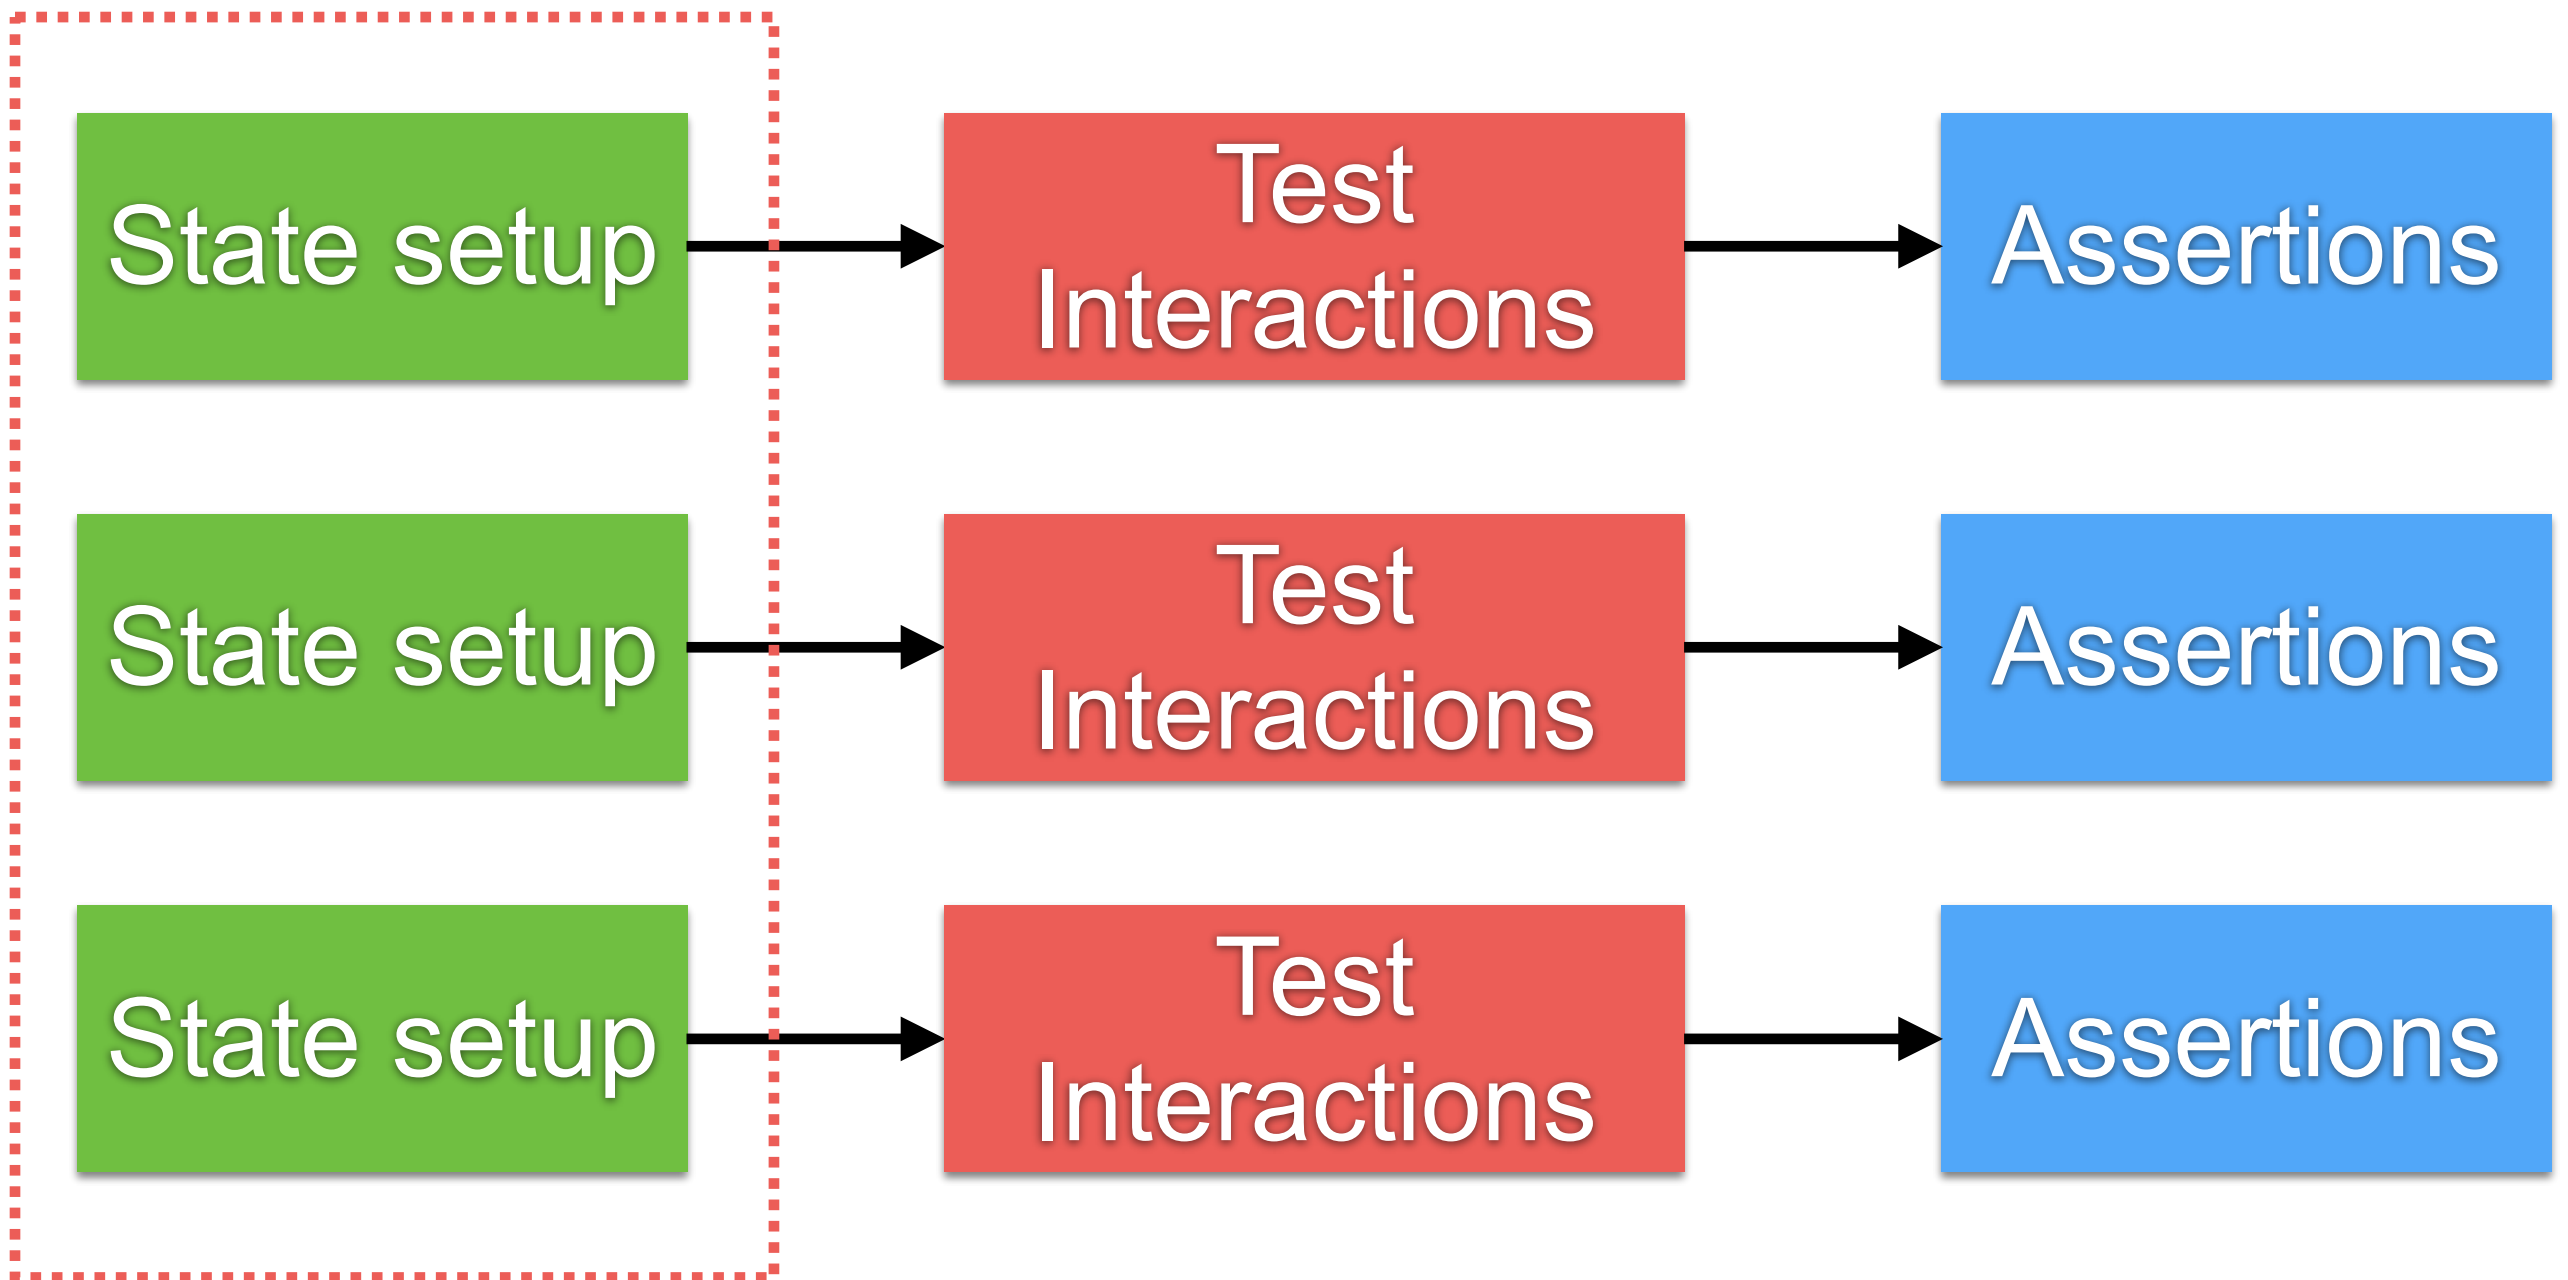 State setup
Test
Interactions
Assertions
State setup
Test
Interactions
Assertions
State setup
Test
Interactions
Assertions